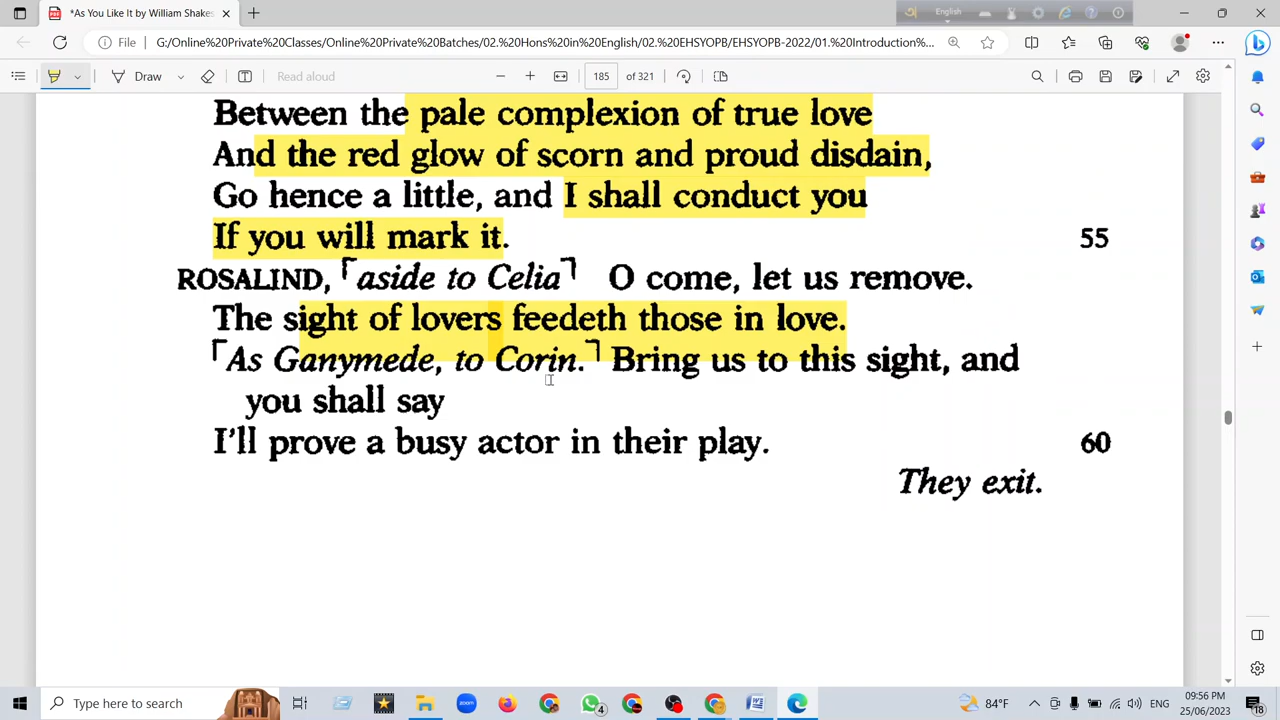 *As You Like It by William Shakes
English
File
G:/Online%20Private%20Classes/Online%20Private%20Batches/02.%20Hons%20in%20English/02.%20EHSYOPB/EHSYOPB-2022/01.%20Introduction%...
Draw
Read aloud
185 of 321
Between the pale complexion of true love
And the red glow of scorn and proud disdain,
Go hence a little, and I shall conduct you
If you will mark it. 55
ROSALIND, ⌜aside to Celia⌝ O come, let us remove.
The sight of lovers feedeth those in love.
⌜As Ganymede, to Corin.⌝ Bring us to this sight, and
you shall say
I'll prove a busy actor in their play. 60
They exit.
Type here to search
zoom
4
84°F
ENG
09:56 PM
25/06/2023
18